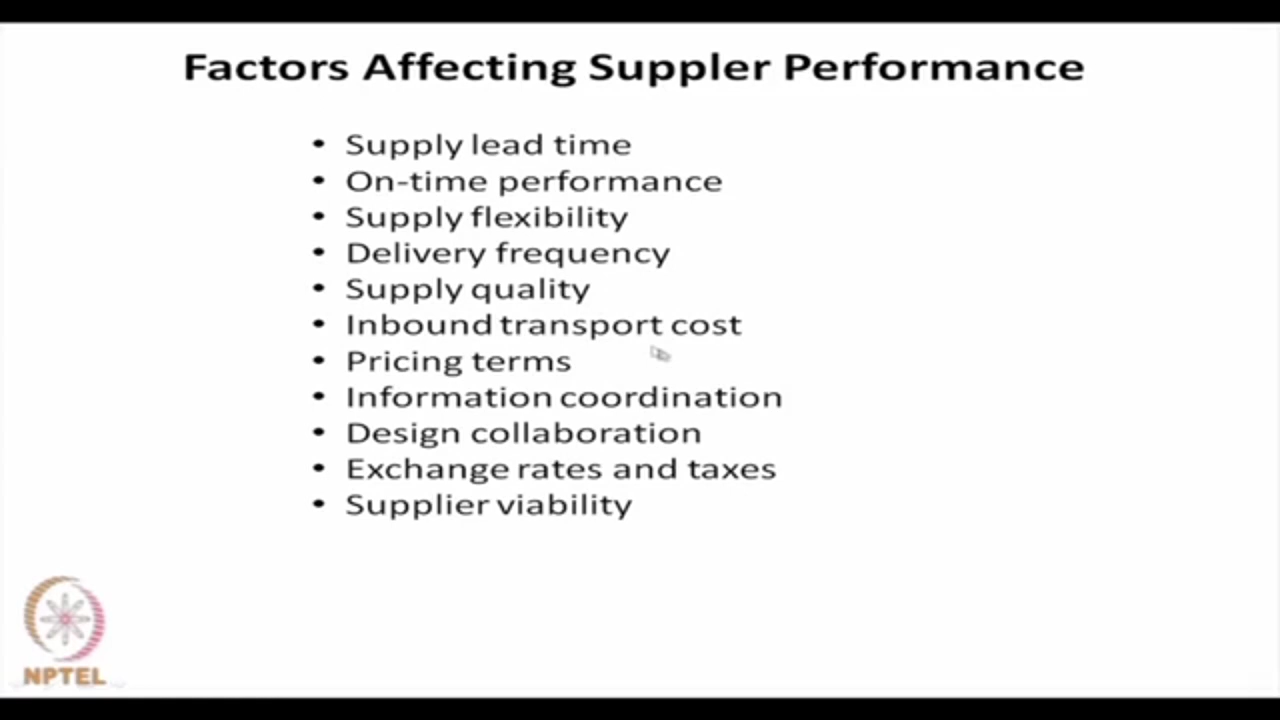 Factors Affecting Suppler Performance
• Supply lead time
• On-time performance
• Supply flexibility
• Delivery frequency
• Supply quality
• Inbound transport cost
• Pricing terms
• Information coordination
• Design collaboration
• Exchange rates and taxes
• Supplier viability
NPTEL